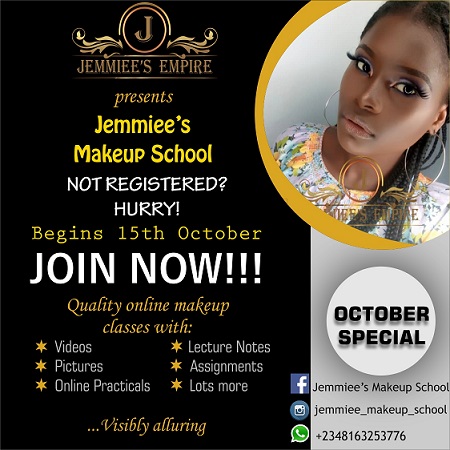 J
JEMMIEE'S EMPIRE
presents
Jemmiee's
Makeup School
NOT REGISTERED?
HURRY!
Begins 15th October
JOIN NOW!!!
Quality online makeup
classes with:
Videos
Pictures
Online Practicals
Lecture Notes
Assignments
Lots more
...Visibly alluring
OCTOBER
SPECIAL
Jemmiee's Makeup School
jemmiee_makeup_school
+2348163253776